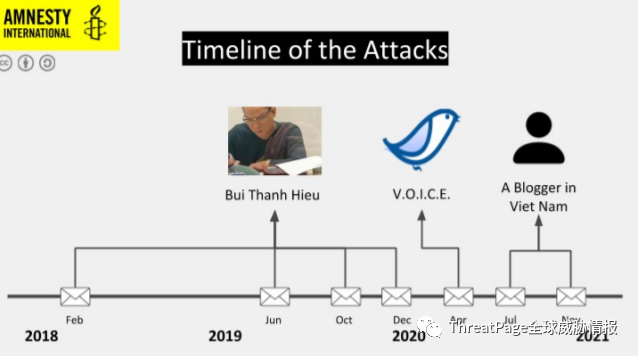 AMNESTY
INTERNATIONAL
Timeline of the Attacks
Bui Thanh Hieu
V.O.I.C.E.
A Blogger in
Viet Nam
Feb
Jun
Oct
Dec
Apr
Jul
Nov
2018
2019
2020
2021
ThreatPage全球威胁情报